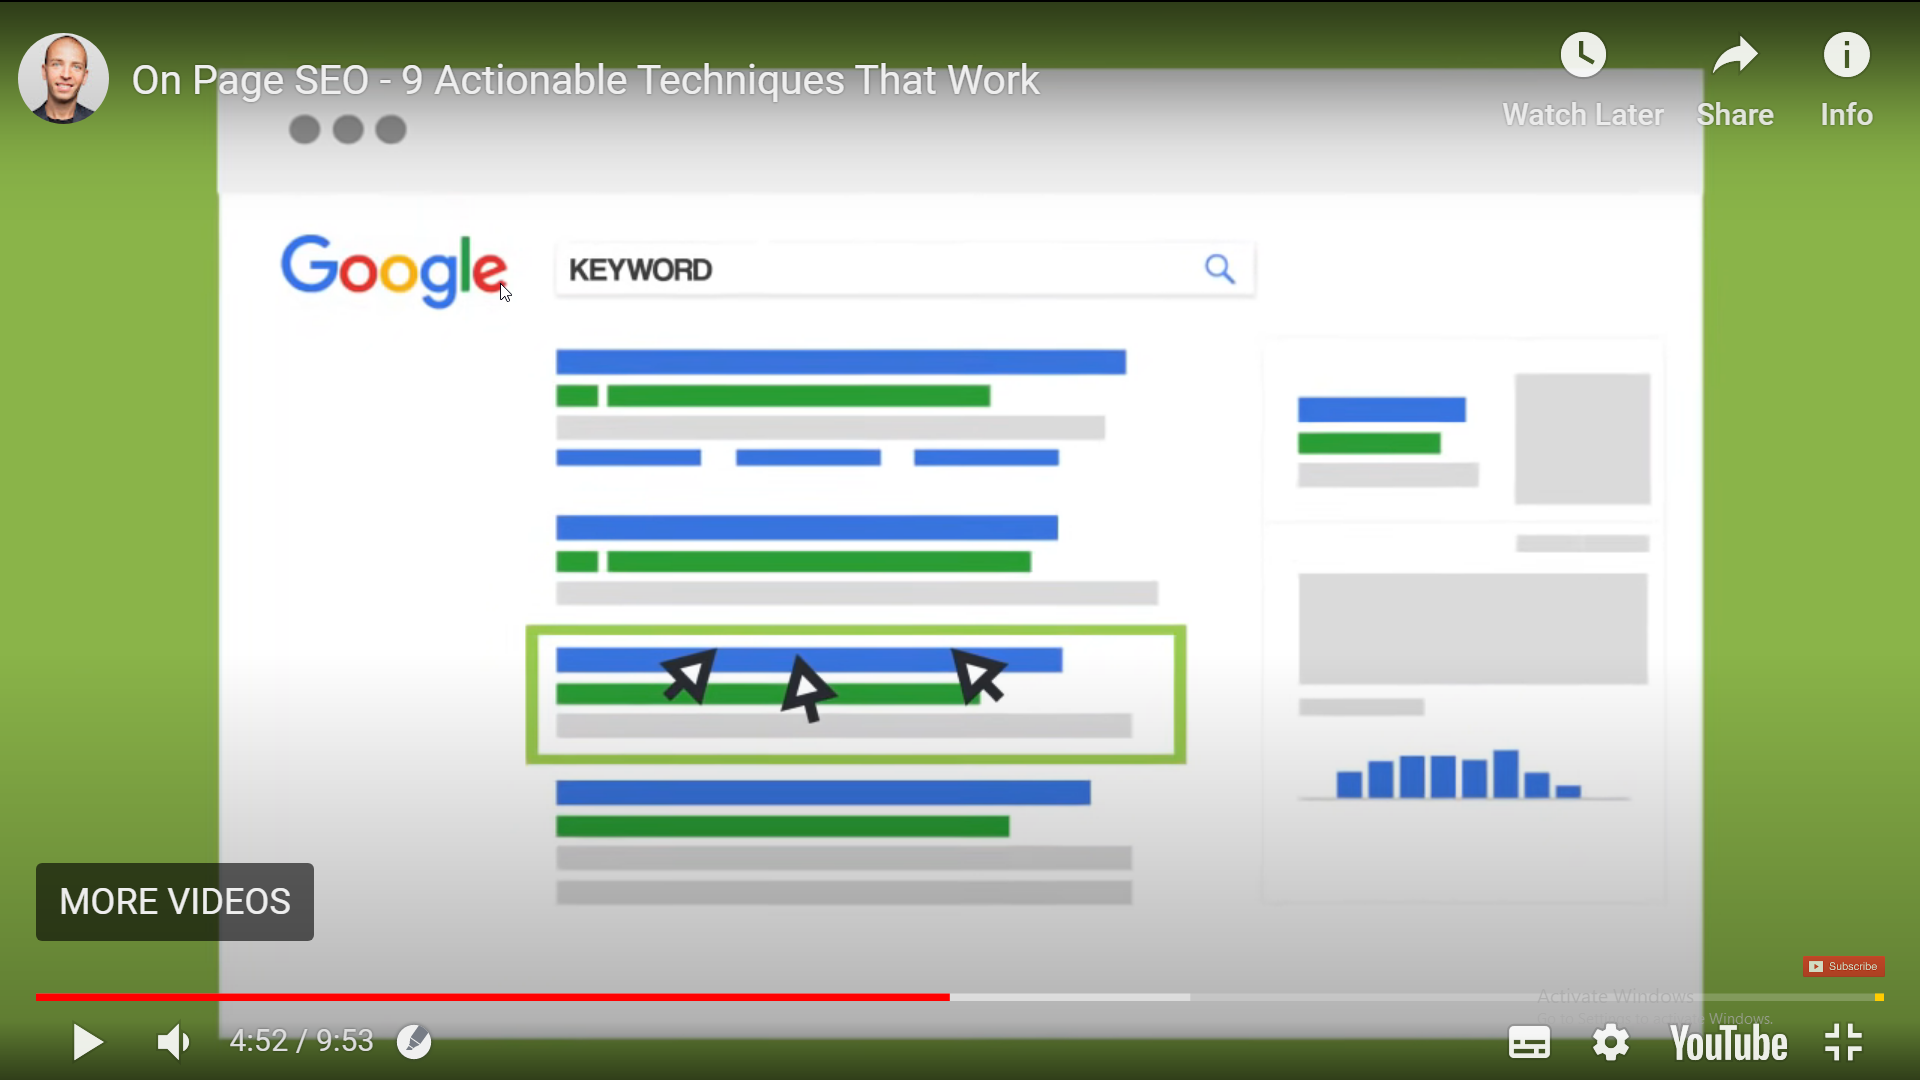 On Page SEO - 9 Actionable Techniques That Work
Watch Later
Share
Info
Google
KEYWORD
MORE VIDEOS
Subscribe
Activate Windows
Go to Settings to activate Windows.
4:52 / 9:53
YouTube